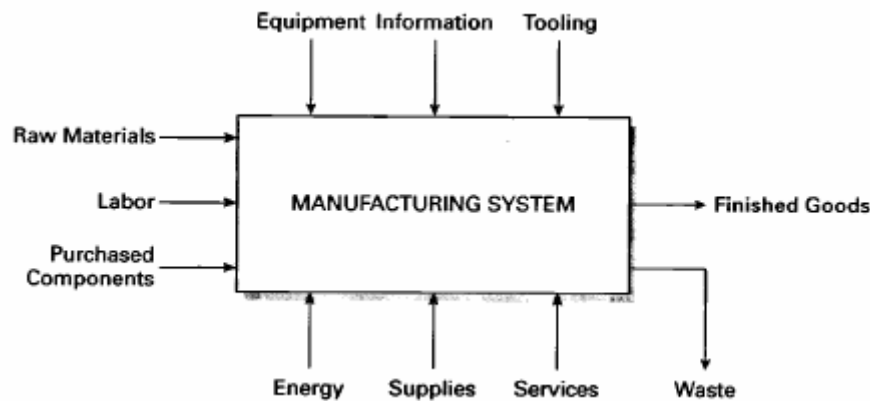 Equipment Information Tooling
Raw Materials
Labor
MANUFACTURING SYSTEM
Finished Goods
Purchased
Components
Energy Supplies Services Waste